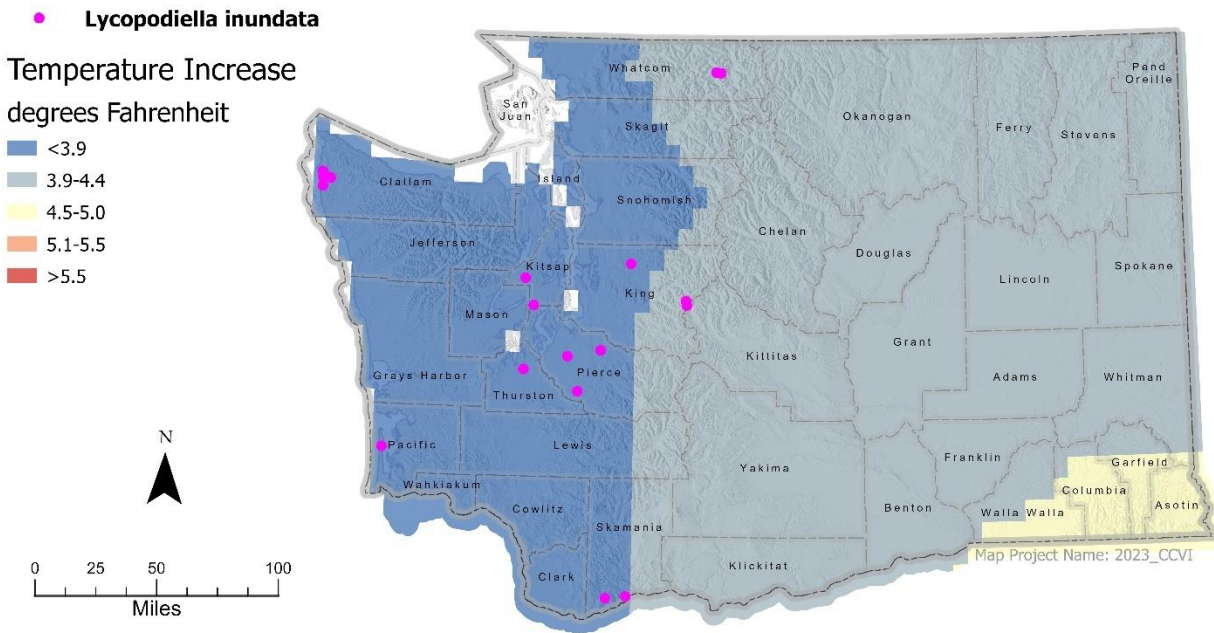 Lycopodiella inundata
Temperature Increase
degrees Fahrenheit
<3.9
3.9-4.4
4.5-5.0
5.1-5.5
>5.5
Whatcom
Pand
Oreille
San
Juan
Okanogan
Ferry
Stevens
Skagit
Island
Clallam
Snohomish
Chelan
Jefferson
Douglas
Kitsap
Lincoln
Spokane
King
Mason
Grant
Kittitas
Grays Harbor
Pierce
Adams
Whitman
Thurston
Pacific
Lewis
Yakima
Franklin
Garfield
Wahkiakum
Columbia
Cowlitz
Benton
Walla Walla
Asotin
Skamania
Clark
Klickitat
Map Project Name: 2023_CCVI
N
0 25 50 100
Miles